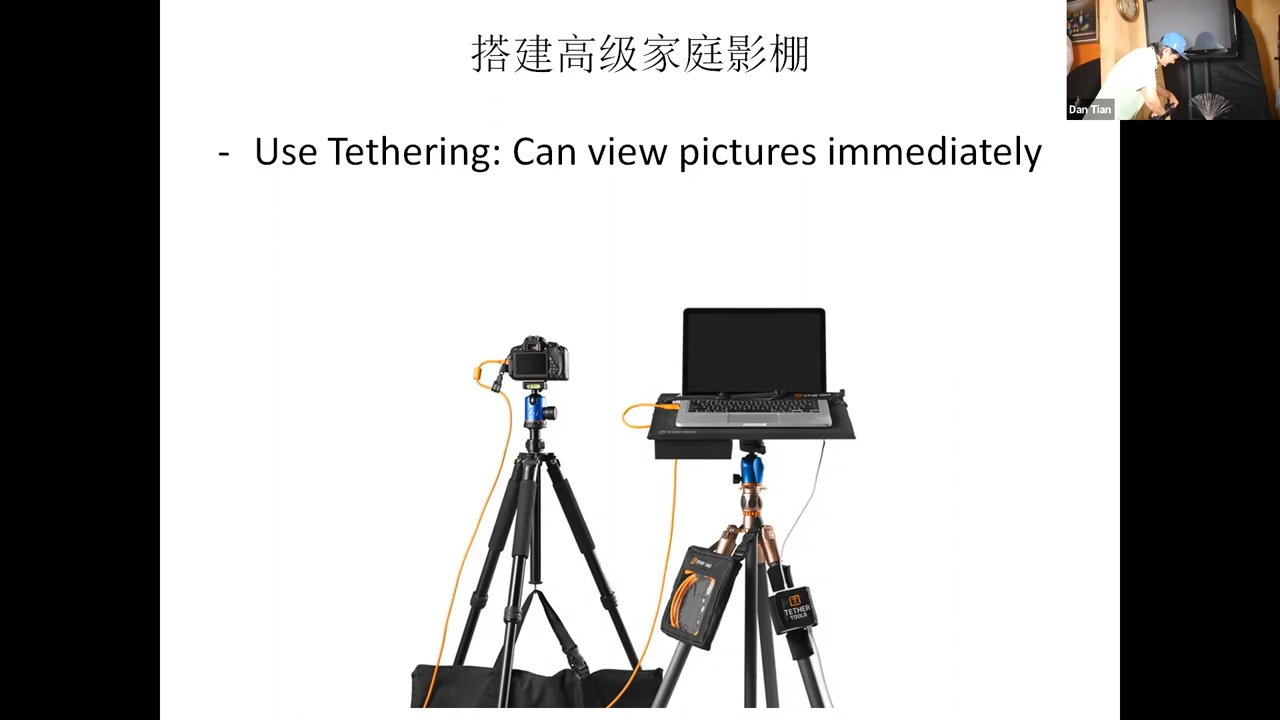 搭建高级家庭影棚
Dan Tian
- Use Tethering: Can view pictures immediately
TETHER
TOOLS